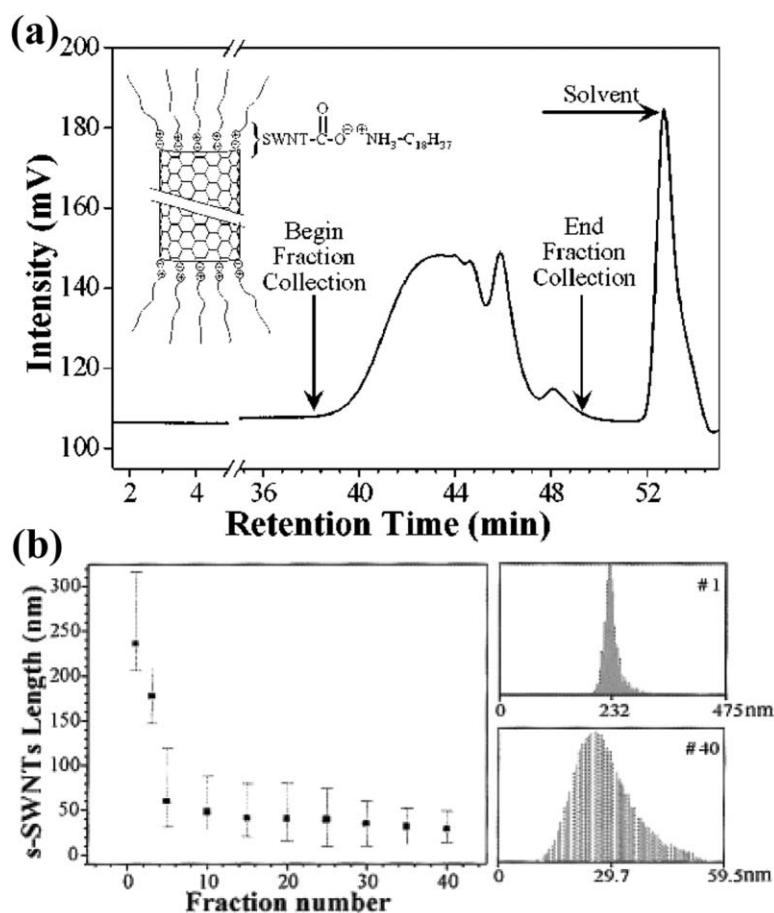 (a)
200
180
160
140
120
100
Intensity (mV)
SWNT-C-O⊖⊕NH3-C18H37
O
Solvent
Begin
Fraction
Collection
End
Fraction
Collection
2 4 36 40 44 48 52
Retention Time (min)
(b)
300
250
200
150
100
50
0
s-SWNTs Length (nm)
0 10 20 30 40
Fraction number
#1
0 232 475nm
#40
0 29.7 59.5nm